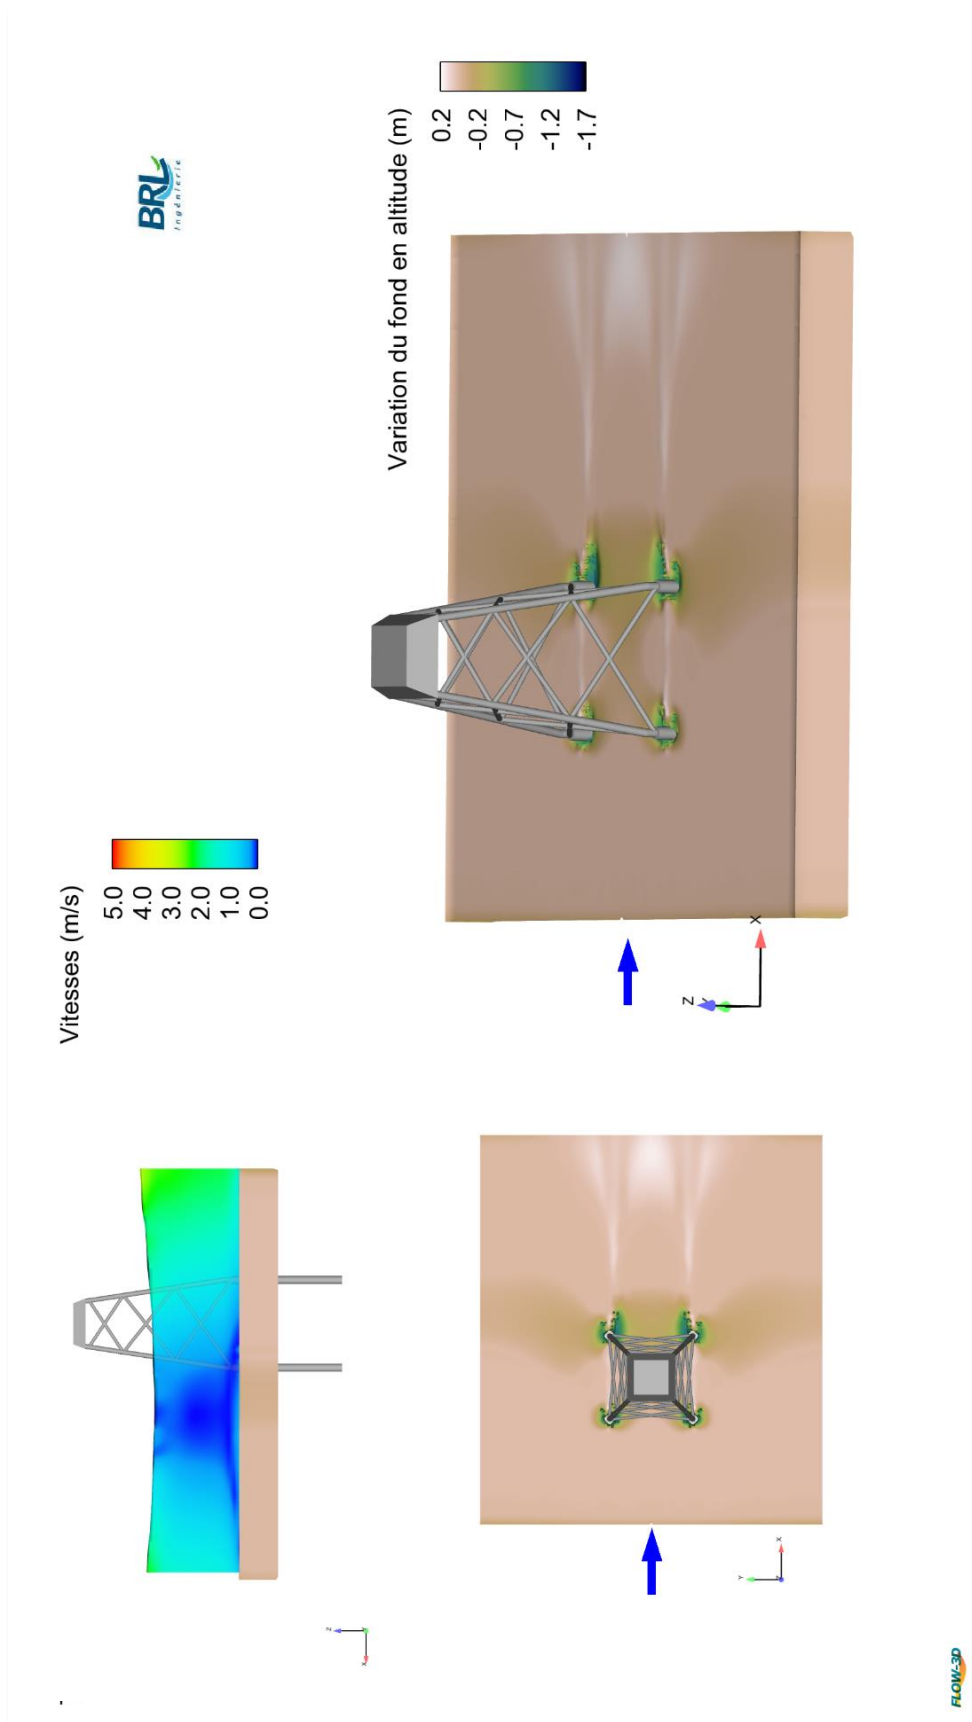 BRL
Ingénierie
Vitesses (m/s)
5.0
4.0
3.0
2.0
1.0
0.0
Variation du fond en altitude (m)
0.2
-0.2
-0.7
-1.2
-1.7
Z
X
Z
X
Y
X
FLOW-3D